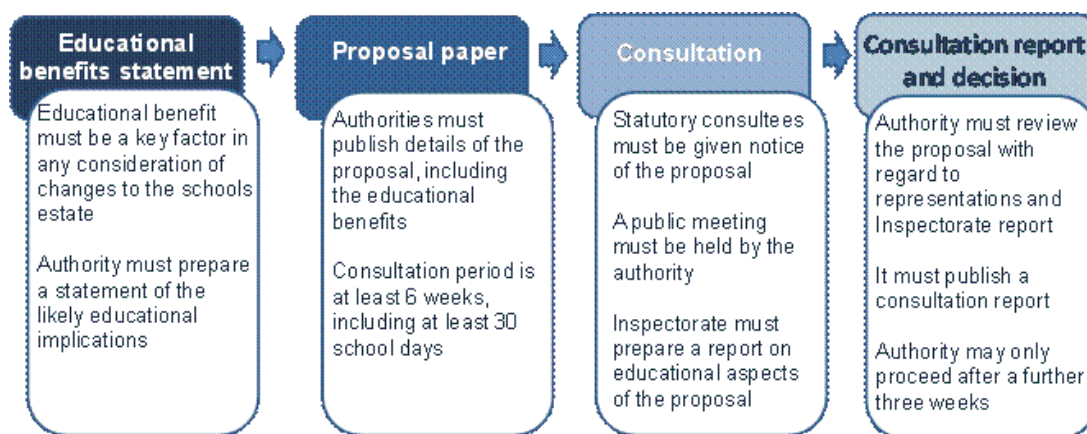 Educational
benefits statement
Educational benefit
must be a key factor in
any consideration of
changes to the schools
estate
Authority must prepare
a statement of the
likely educational
implications
Proposal paper
Authorities must
publish details of the
proposal, including
the educational
benefits
Consultation period is
at least 6 weeks,
including at least 30
school days
Consultation
Statutory consultees
must be given notice
of the proposal
A public meeting
must be held by the
authority
Inspectorate must
prepare a report on
educational aspects
of the proposal
Consultation report
and decision
Authority must review
the proposal with
regard to
representations and
Inspectorate report
It must publish a
consultation report
Authority may only
proceed after a further
three weeks